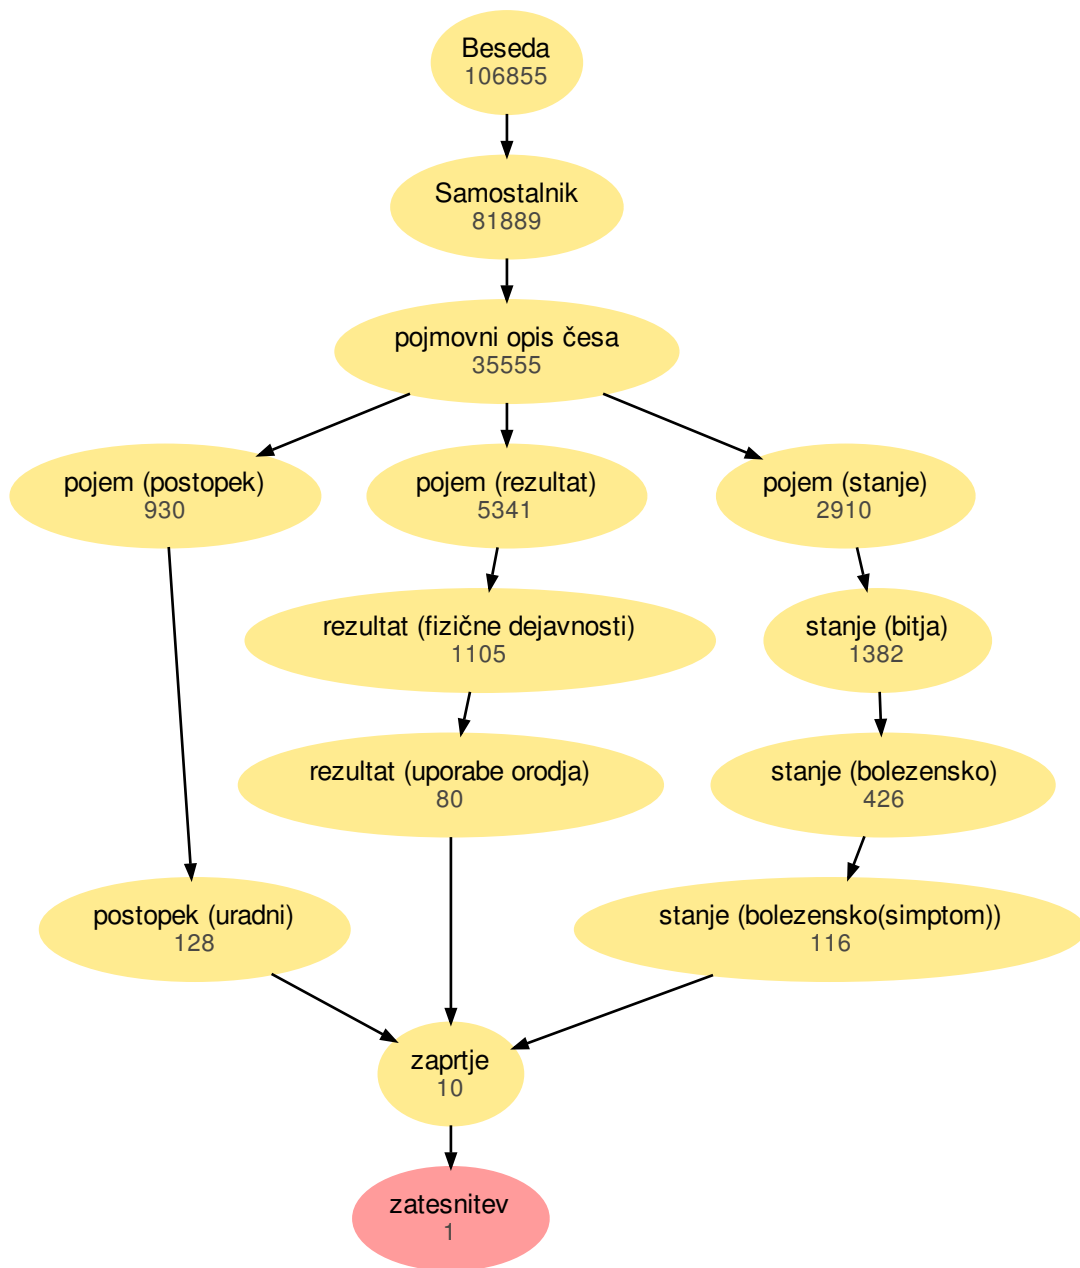 Beseda
106855
Samostalnik
81889
pojmovni opis česa
35555
pojem (postopek)
930
pojem (rezultat)
5341
pojem (stanje)
2910
rezultat (fizične dejavnosti)
1105
stanje (bitja)
1382
rezultat (uporabe orodja)
80
stanje (bolezensko)
426
postopek (uradni)
128
stanje (bolezensko(simptom))
116
zaprtje
10
zatesnitev
1